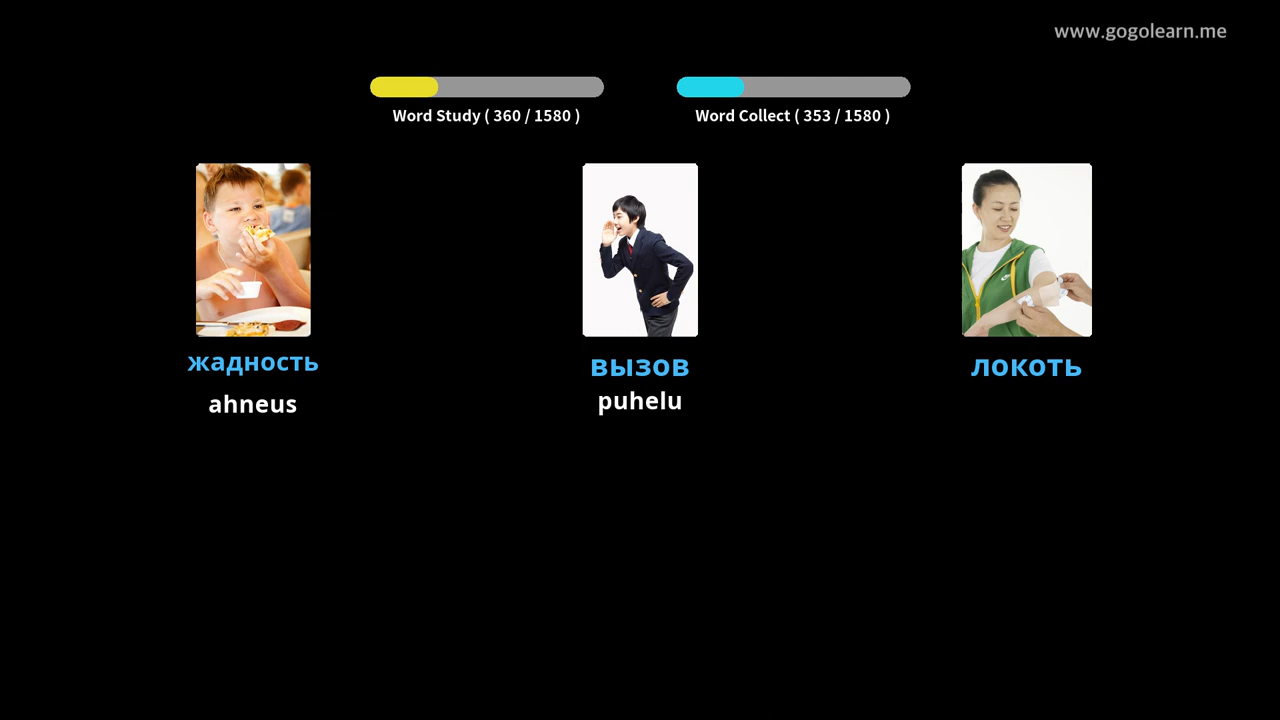 www.gogolearn.me
Word Study ( 360 / 1580 )
Word Collect ( 353 / 1580 )
жадность
ahneus
вызов
puhelu
локоть